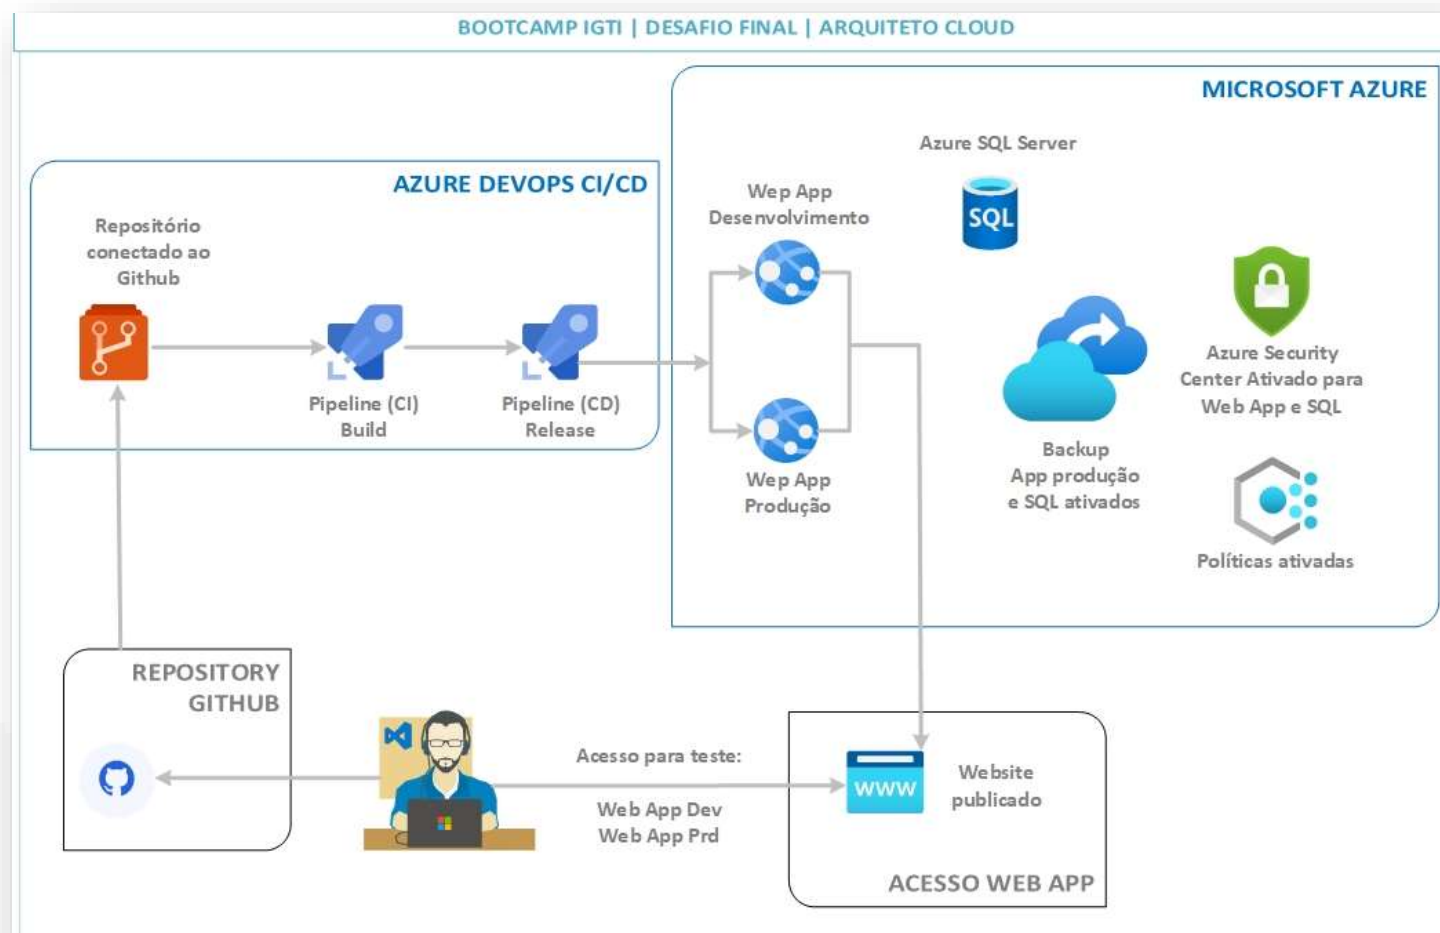 BOOTCAMP IGTI | DESAFIO FINAL | ARQUITETO CLOUD
MICROSOFT AZURE
Azure SQL Server
SQL
AZURE DEVOPS CI/CD
Repositório
conectado ao
Github
Pipeline (CI)
Build
Pipeline (CD)
Release
Wep App
Desenvolvimento
Wep App
Produção
Backup
App produção
e SQL ativados
Azure Security
Center Ativado para
Web App e SQL
Políticas ativadas
REPOSITORY
GITHUB
Acesso para teste:
Web App Dev
Web App Prd
WWW
Website
publicado
ACESSO WEB APP